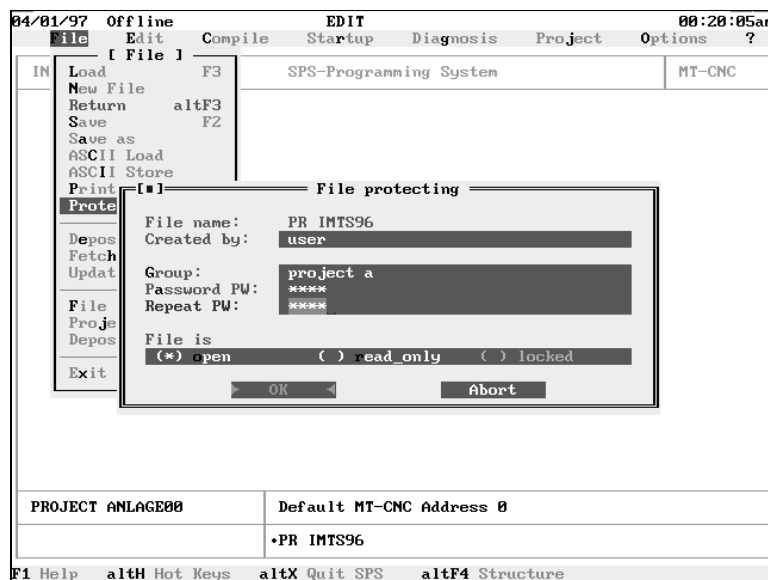 04/01/97 Offline EDIT 00:20:05am
File Edit Compile Startup Diagnosis Project Options ?
[ File ]
IN SPS-Programming System MT-CNC
Load F3
New File
Return altF3
Save F2
Save as
ASCII Load
ASCII Store
Print
Prote
[■] File protecting
File name: PR IMTS96
Created by: user
Depos
Fetch
Updat
Group: project a
Password PW: ****
Repeat PW: ****
File
Proje
Depos
File is
(*) open ( ) read_only ( ) locked
Exit
OK Abort
PROJECT ANLAGE00 Default MT-CNC Address 0
•PR IMTS96
F1 Help altH Hot Keys altX Quit SPS altF4 Structure